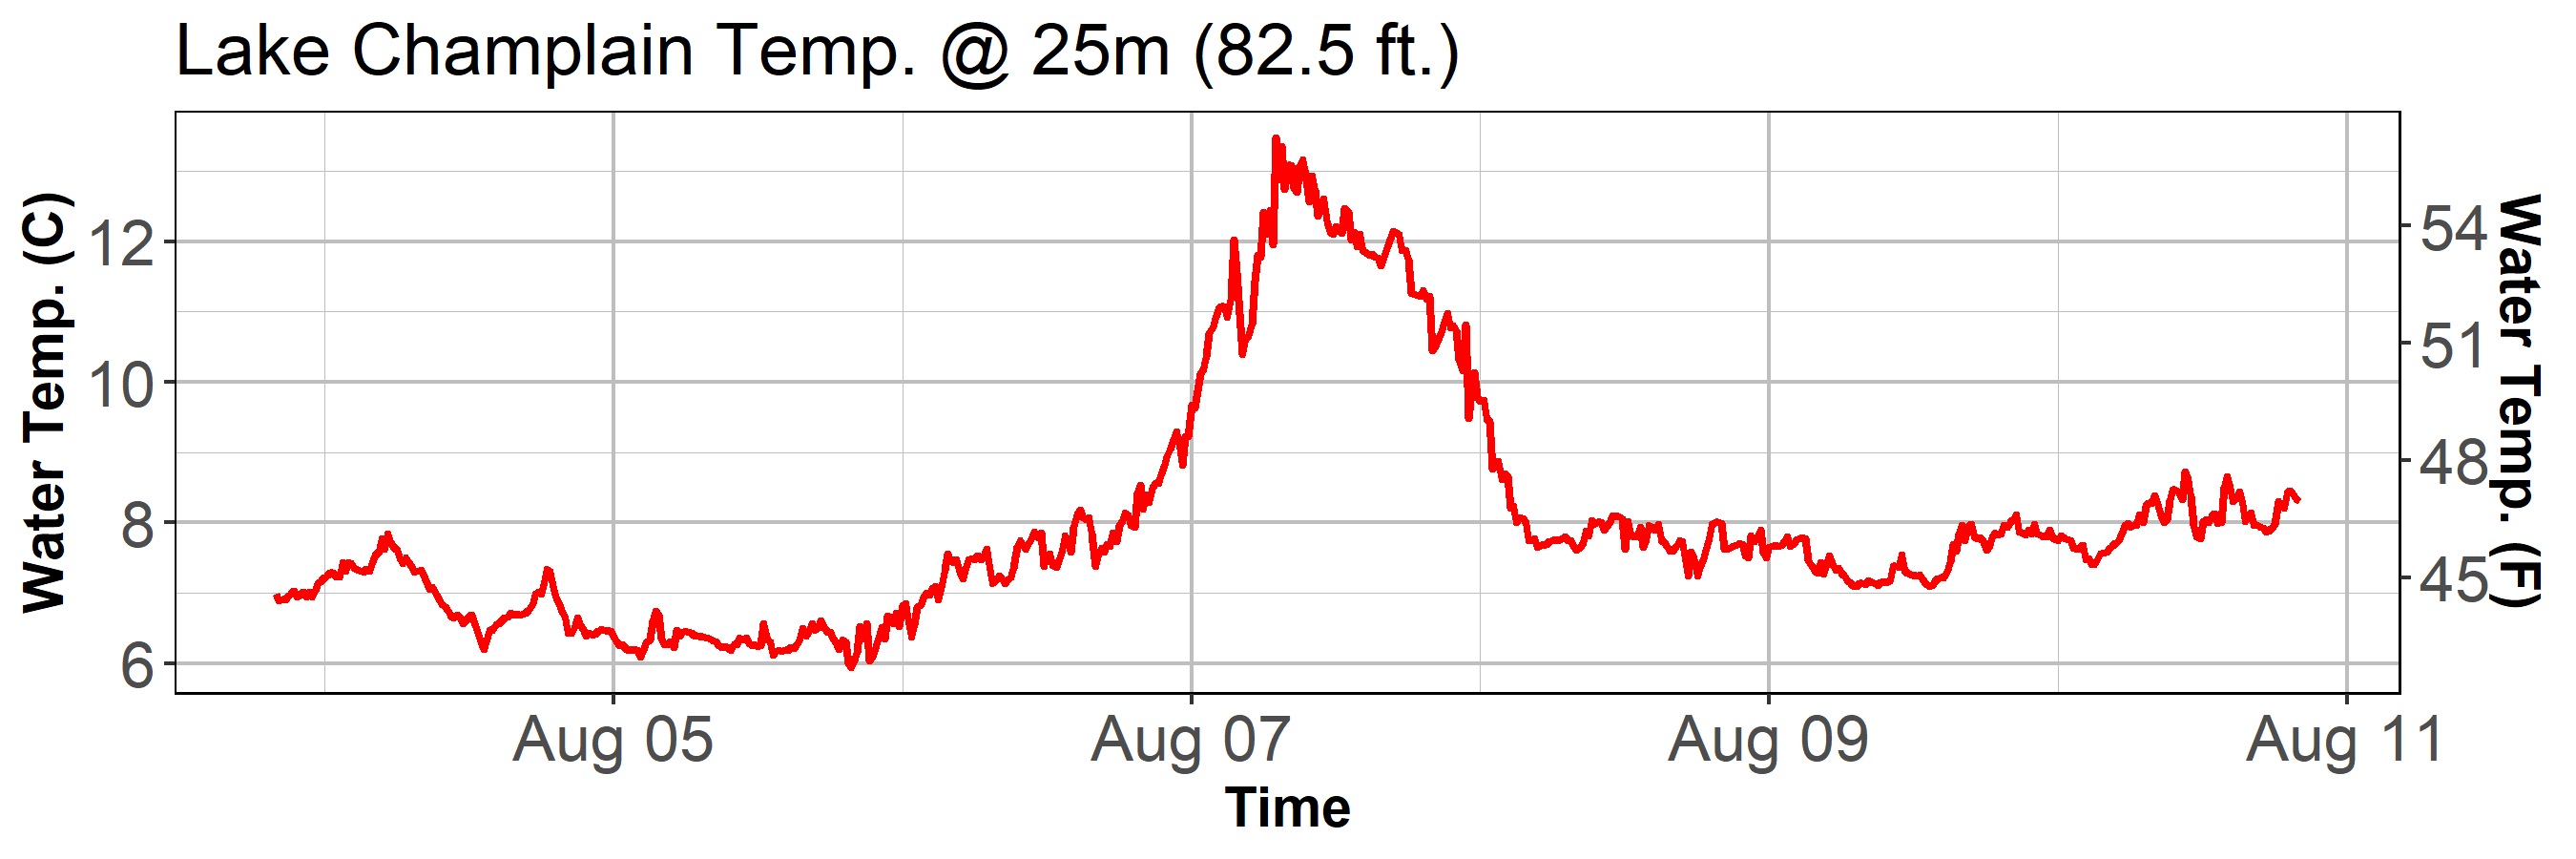 Lake Champlain Temp. @ 25m (82.5 ft.)
Water Temp. (C)
12
10
8
6
54
51
48
45
Water Temp. (F)
Aug 05
Aug 07
Aug 09
Aug 11
Time